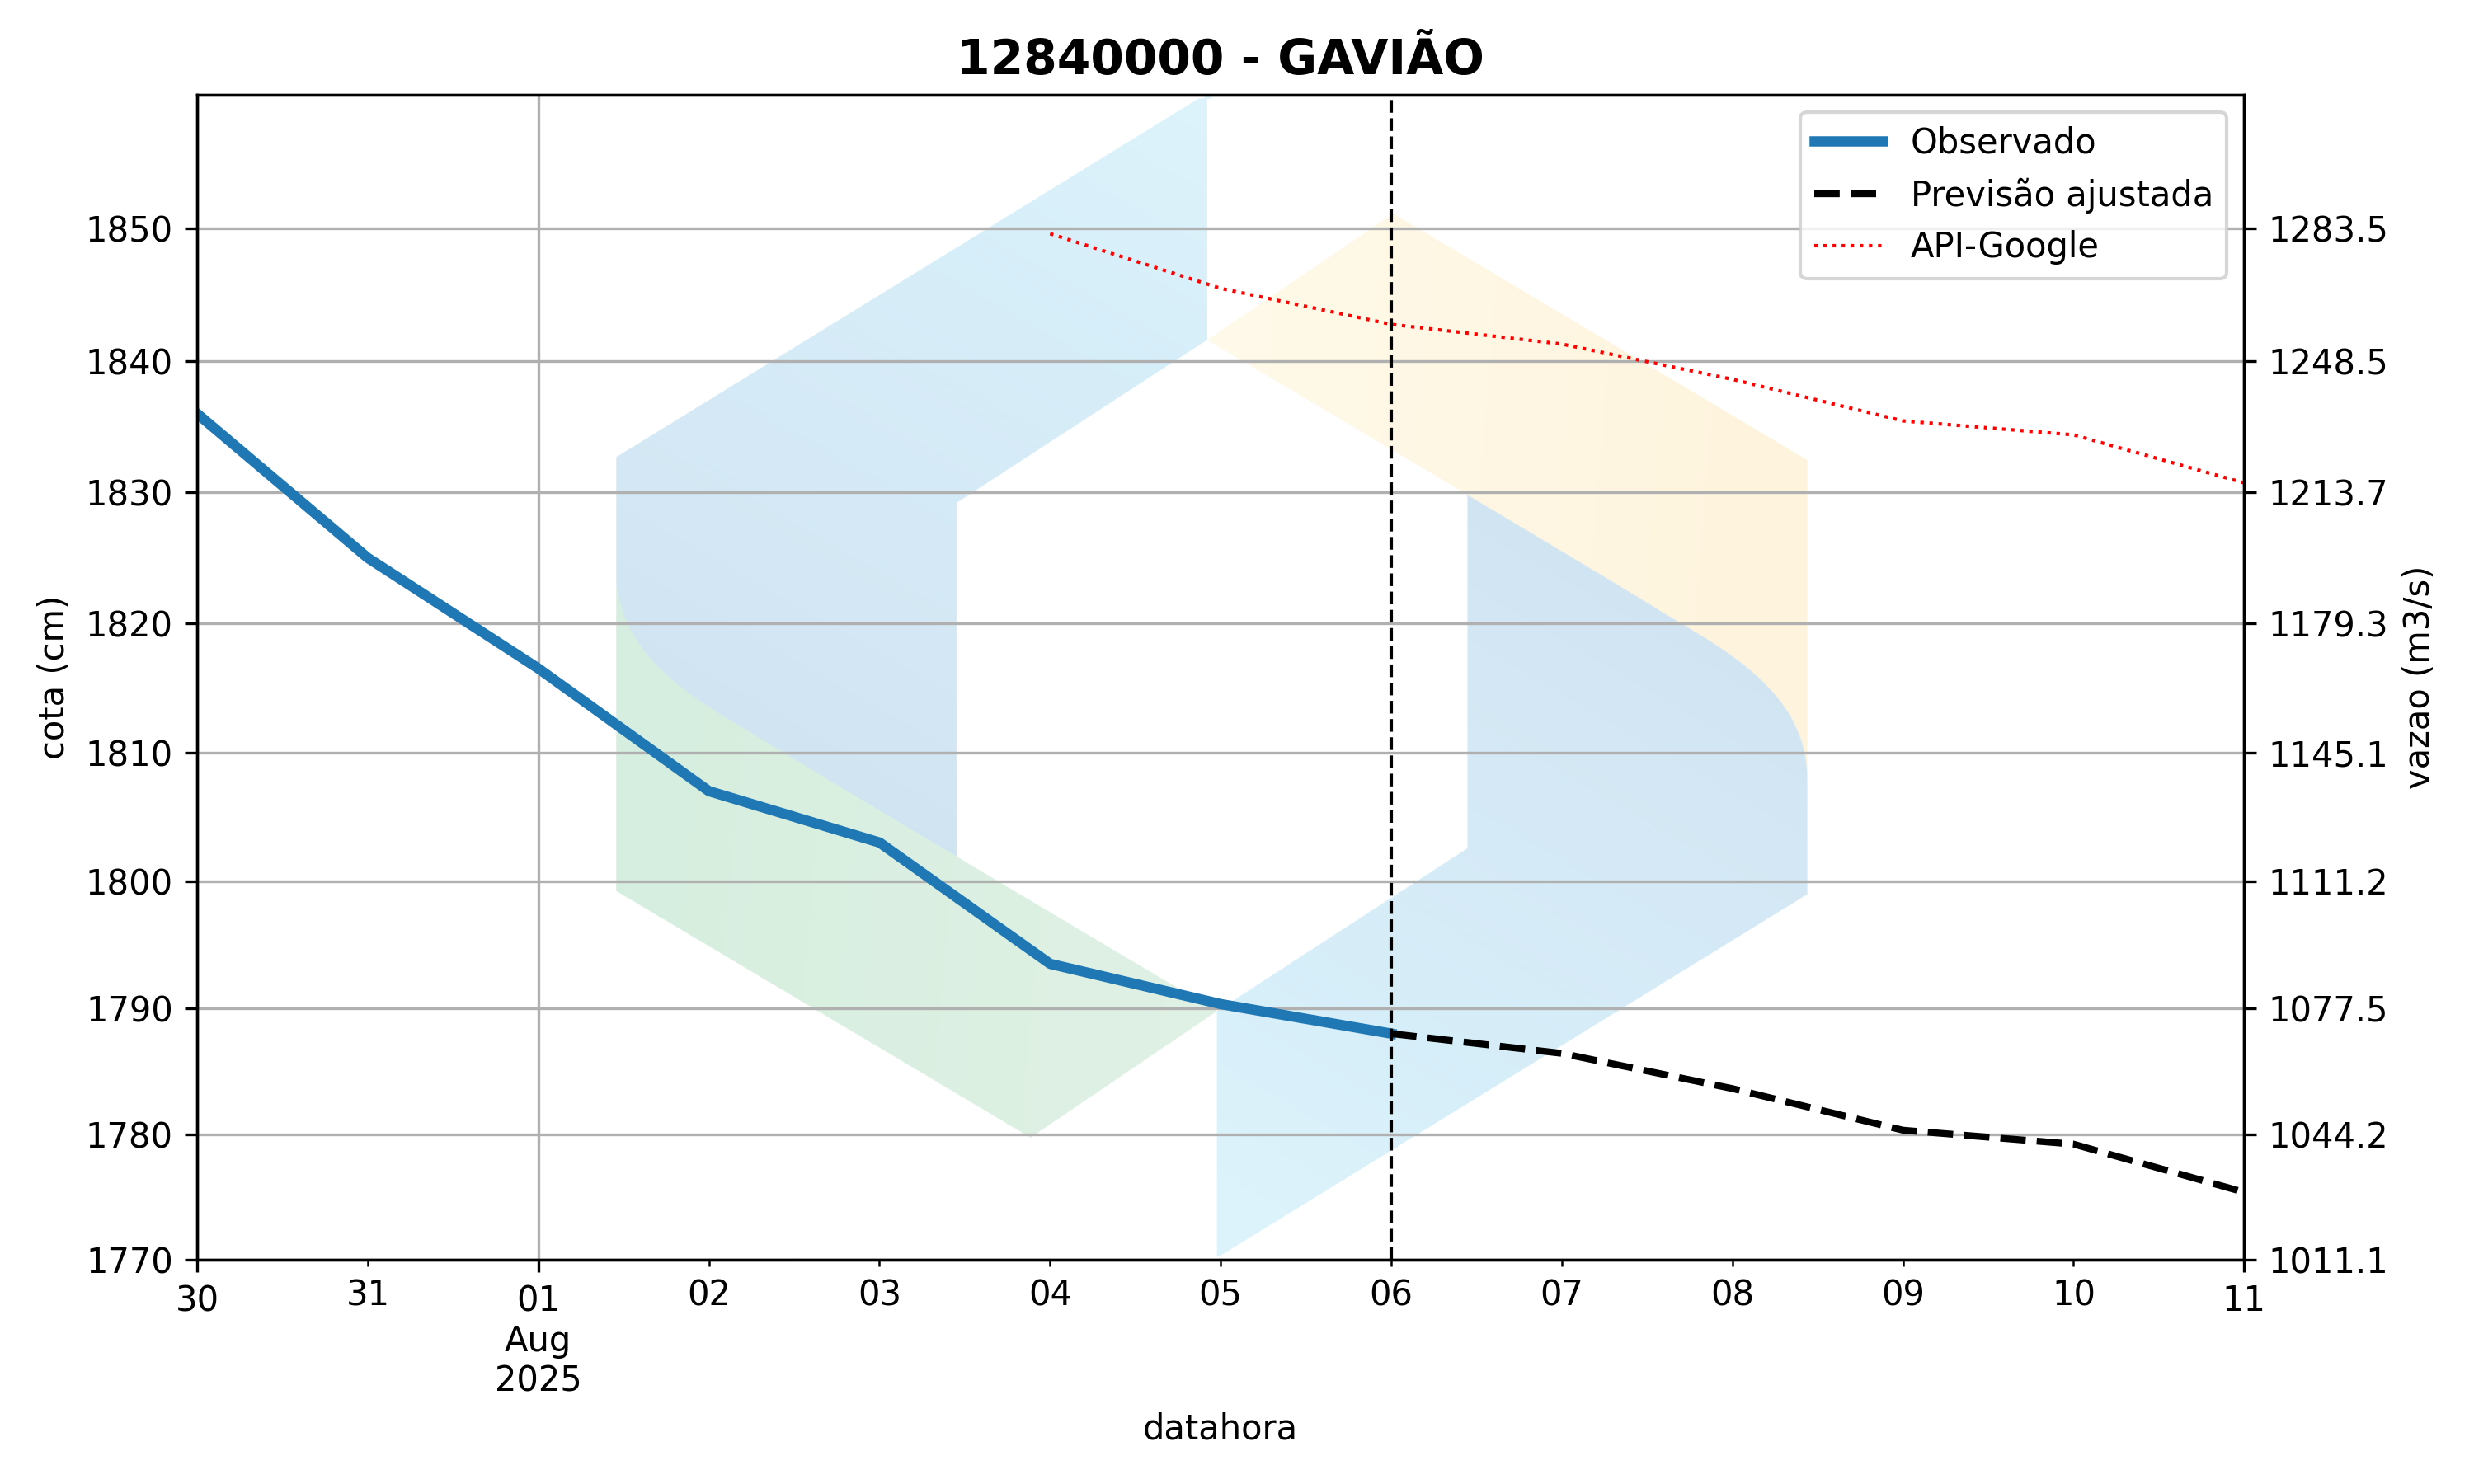 12840000 - GAVIÃO
Observado
Previsão ajustada
API-Google
cota (cm)
1850
1840
1830
1820
1810
1800
1790
1780
1770
1283.5
1248.5
1213.7
1179.3
1145.1
1111.2
1077.5
1044.2
1011.1
vazao (m3/s)
30 31 01 02 03 04 05 06 07 08 09 10 11
Aug
2025
datahora